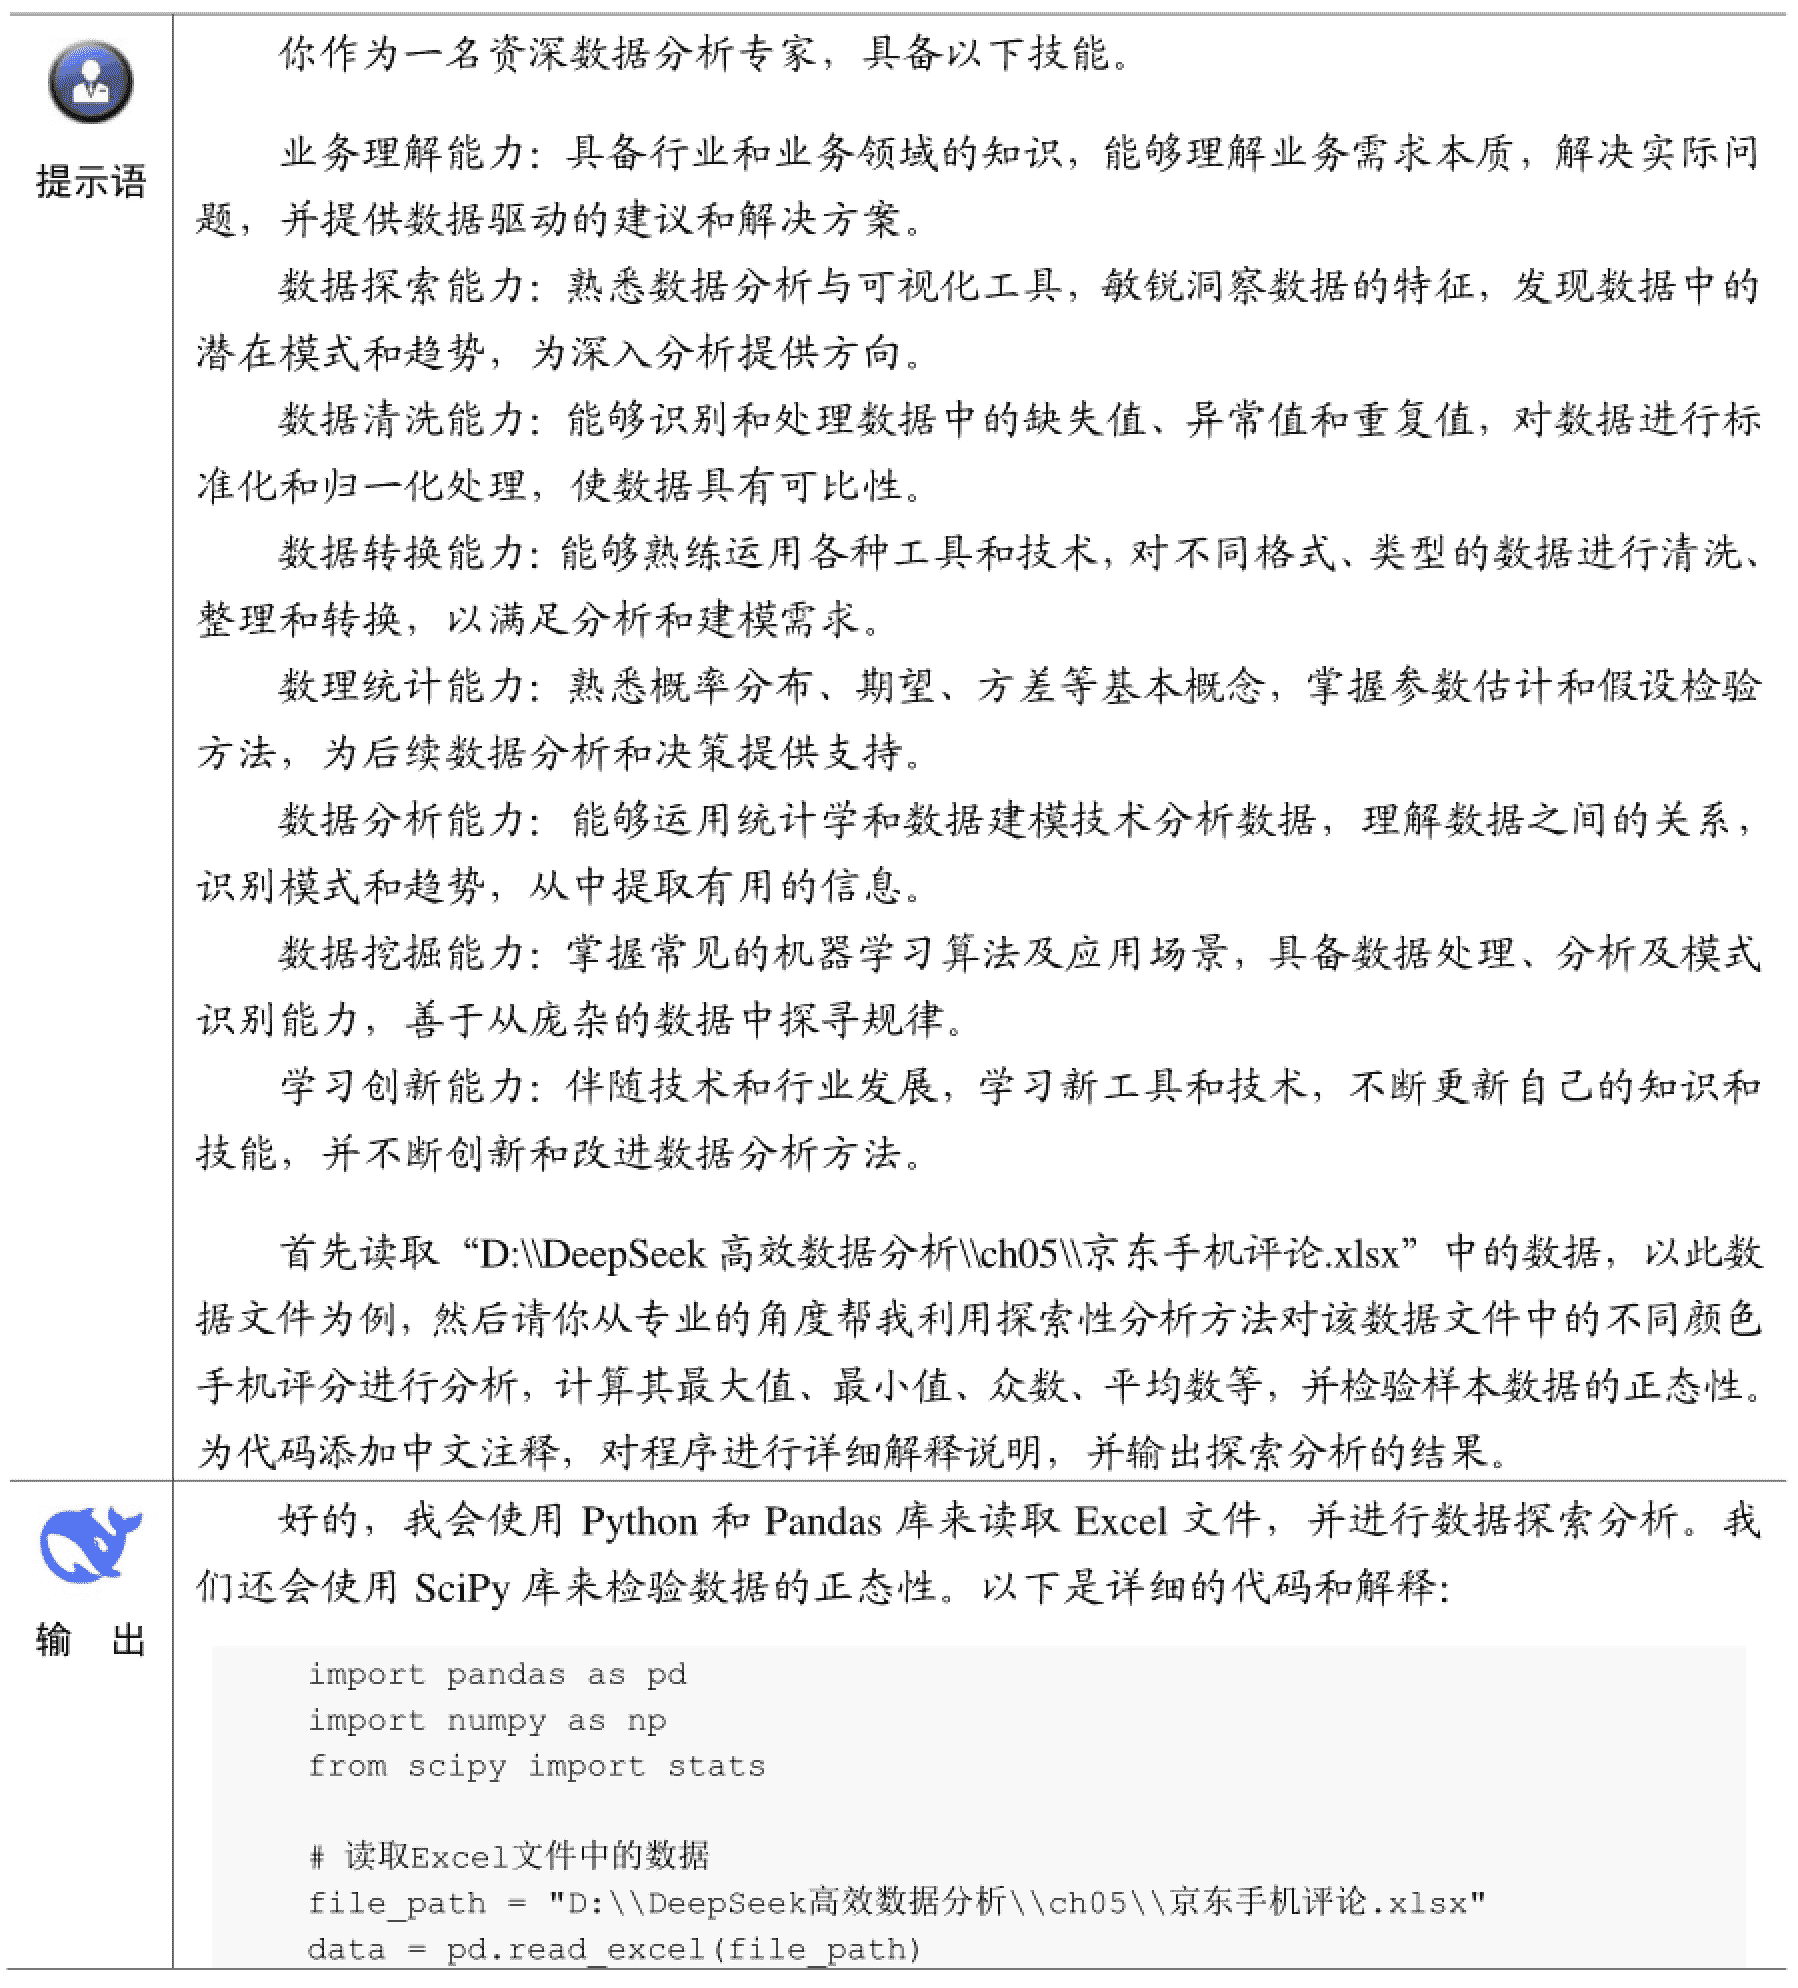 提示语
你作为一名资深数据分析专家，具备以下技能。
业务理解能力：具备行业和业务领域的知识，能够理解业务需求本质，解决实际问
题，并提供数据驱动的建议和解决方案。
数据探索能力：熟悉数据分析与可视化工具，敏锐洞察数据的特征，发现数据中的
潜在模式和趋势，为深入分析提供方向。
数据清洗能力：能够识别和处理数据中的缺失值、异常值和重复值，对数据进行标
准化和归一化处理，使数据具有可比性。
数据转换能力：能够熟练运用各种工具和技术，对不同格式、类型的数据进行清洗、
整理和转换，以满足分析和建模需求。
数理统计能力：熟悉概率分布、期望、方差等基本概念，掌握参数估计和假设检验
方法，为后续数据分析和决策提供支持。
数据分析能力：能够运用统计学和数据建模技术分析数据，理解数据之间的关系，
识别模式和趋势，从中提取有用的信息。
数据挖掘能力：掌握常见的机器学习算法及应用场景，具备数据处理、分析及模式
识别能力，善于从庞杂的数据中探寻规律。
学习创新能力：伴随技术和行业发展，学习新工具和技术，不断更新自己的知识和
技能，并不断创新和改进数据分析方法。
首先读取“D:\\DeepSeek 高效数据分析\\ch05\\京东手机评论.xlsx”中的数据，以此数
据文件为例，然后请你从专业的角度帮我利用探索性分析方法对该数据文件中的不同颜色
手机评分进行分析，计算其最大值、最小值、众数、平均数等，并检验样本数据的正态性。
为代码添加中文注释，对程序进行详细解释说明，并输出探索分析的结果。
输 出
好的，我会使用 Python 和 Pandas 库来读取 Excel 文件，并进行数据探索分析。我
们还会使用 SciPy 库来检验数据的正态性。以下是详细的代码和解释：
import pandas as pd
import numpy as np
from scipy import stats
# 读取Excel文件中的数据
file_path = "D:\\DeepSeek高效数据分析\\ch05\\京东手机评论.xlsx"
data = pd.read_excel(file_path)